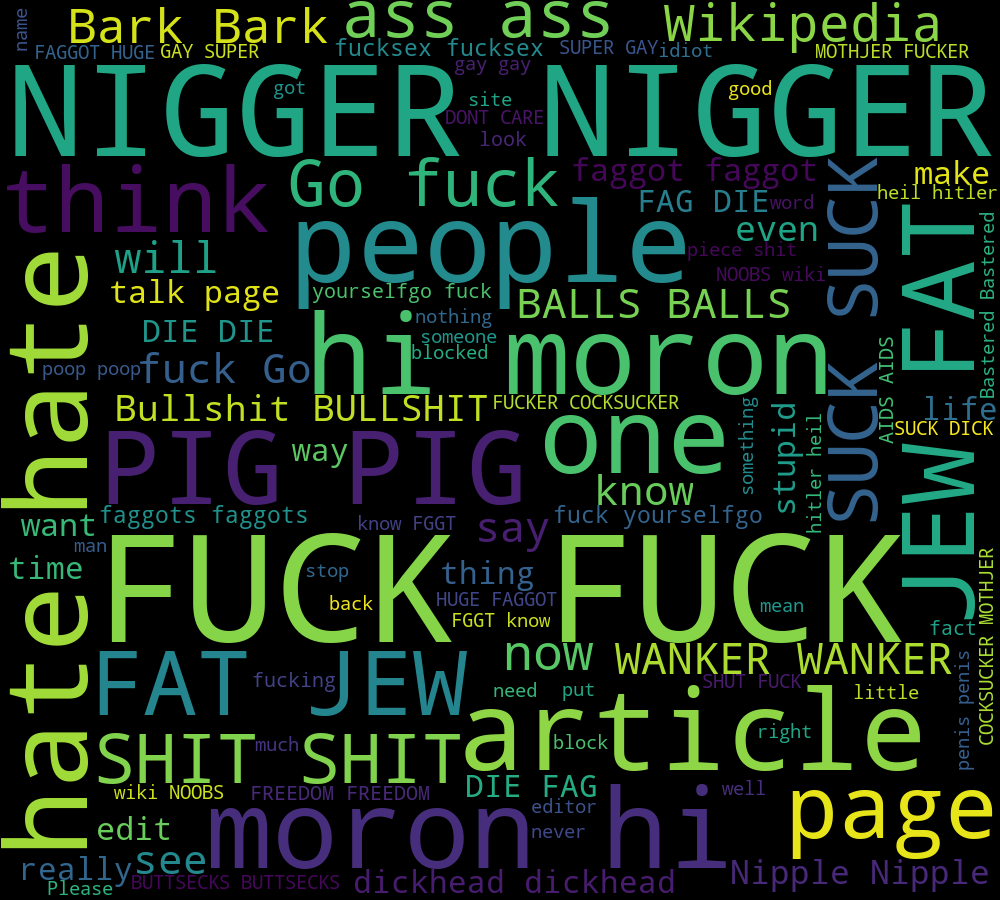 name
Bark Bark
ass ass
Wikipedia
FAGGOT HUGE
GAY SUPER
fucksex fucksex
SUPER GAY
idiot
MOTHJER FUCKER
gay gay
NIGGER NIGGER
got
good
site
DONT CARE
look
think
Go fuck
faggot faggot
SUCK SUCK
make
heil hitler
FAG DIE
word
people
even
JEW FAT
Bastered Bastered
will
piece shit
NOOBS wiki
hate hate
talk page
yourselfgo fuck
BALLS BALLS
DIE DIE
hi moron
nothing
someone
blocked
AIDS AIDS
poop poop
fuck Go
Bullshit BULLSHIT
FUCKER COCKSUCKER
life
something
stupid
hitler heil
SUCK DICK
PIG PIG
way
one
know
want
faggots faggots
know FGGT
say
fuck yourselfgo
man
FUCK FUCK
time
stop
thing
back
HUGE FAGGOT
mean
FGGT know
fact
COCKSUCKER MOTHJER
now
WANKER WANKER
penis penis
FAT JEW
fucking
need
put
SHUT FUCK
little
article
SHIT SHIT
much
block
right
wiki NOOBS
FREEDOM FREEDOM
DIE FAG
well
page
moron hi
editor
edit
never
see
really
Please
BUTTSECKS BUTTSECKS
dickhead dickhead
Nipple Nipple